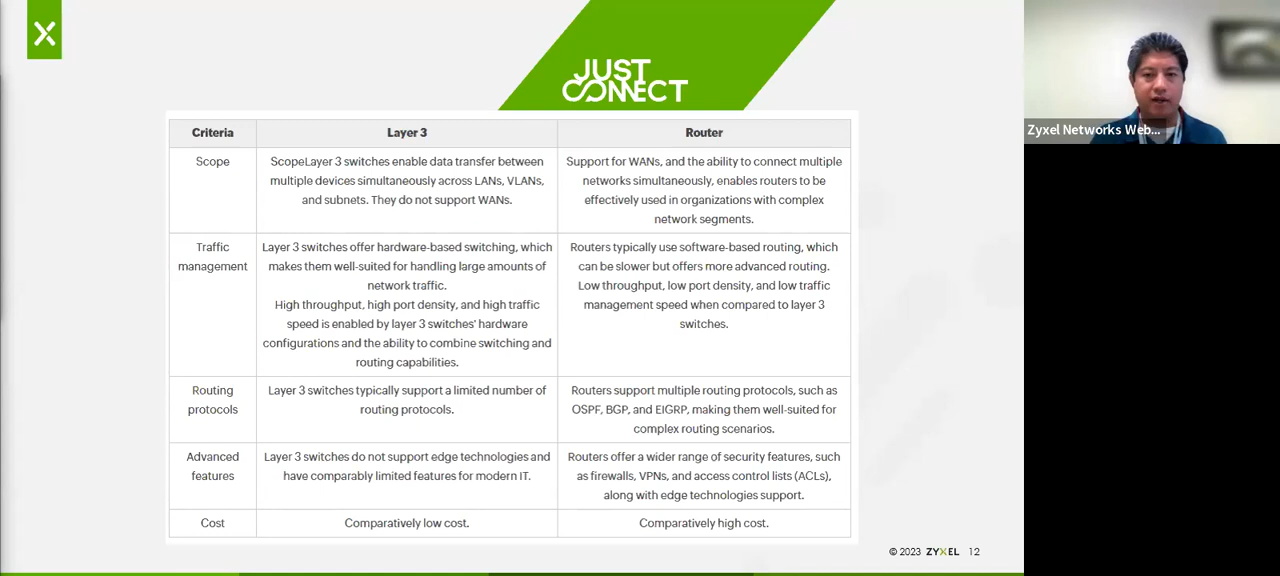 JUST
CONNECT
Criteria
Layer 3
Router
Scope
ScopeLayer 3 switches enable data transfer between
multiple devices simultaneously across LANs, VLANs,
and subnets. They do not support WANs.
Support for WANs, and the ability to connect multiple
networks simultaneously, enables routers to be
effectively used in organizations with complex
network segments.
Traffic
management
Layer 3 switches offer hardware-based switching, which
makes them well-suited for handling large amounts of
network traffic.
High throughput, high port density, and high traffic
speed is enabled by layer 3 switches' hardware
configurations and the ability to combine switching and
routing capabilities.
Routers typically use software-based routing, which
can be slower but offers more advanced routing.
Low throughput, low port density, and low traffic
management speed when compared to layer 3
switches.
Routing
protocols
Layer 3 switches typically support a limited number of
routing protocols.
Routers support multiple routing protocols, such as
OSPF, BGP, and EIGRP, making them well-suited for
complex routing scenarios.
Advanced
features
Layer 3 switches do not support edge technologies and
have comparably limited features for modern IT.
Routers offer a wider range of security features, such
as firewalls, VPNs, and access control lists (ACLs),
along with edge technologies support.
Cost
Comparatively low cost.
Comparatively high cost.
© 2023 ZYXEL 12
Zyxel Networks Web...